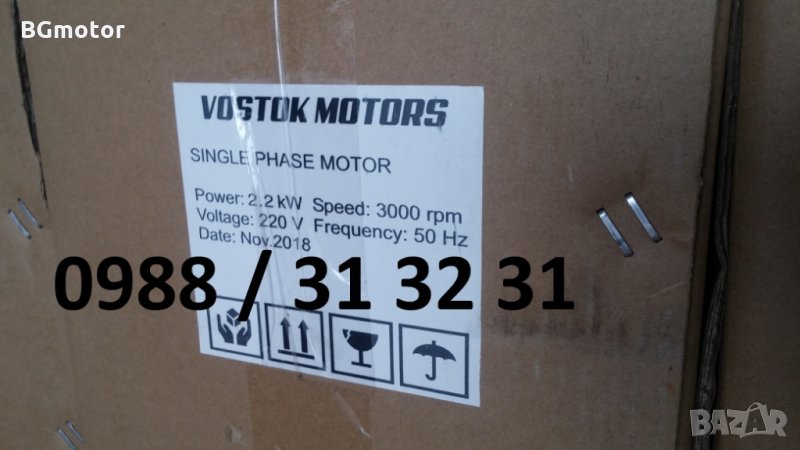 BGmotor
VOSTOK MOTORS
SINGLE PHASE MOTOR
Power: 2.2 kW Speed: 3000 rpm
Voltage: 220 V Frequency: 50 Hz
Date: Nov.2018
0988 / 31 32 31
BAZAR